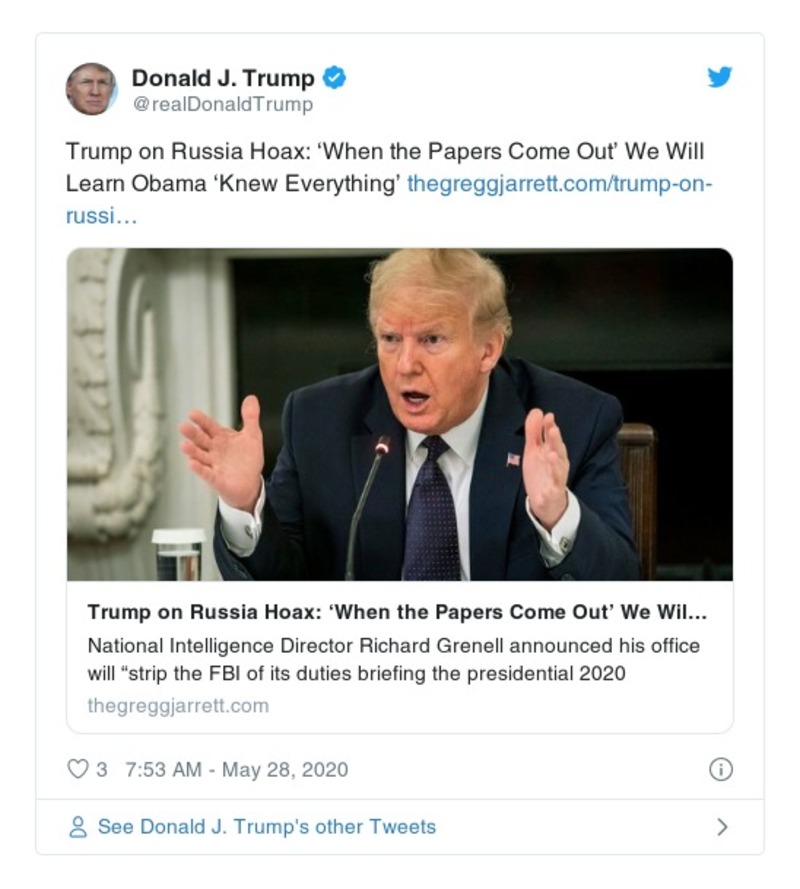 Donald J. Trump
@realDonaldTrump
Trump on Russia Hoax: ‘When the Papers Come Out’ We Will
Learn Obama ‘Knew Everything’ thegreggjarrett.com/trump-on-
russi…
Trump on Russia Hoax: ‘When the Papers Come Out’ We Wil...
National Intelligence Director Richard Grenell announced his office
will “strip the FBI of its duties briefing the presidential 2020
thegreggjarrett.com
3 7:53 AM - May 28, 2020
See Donald J. Trump's other Tweets